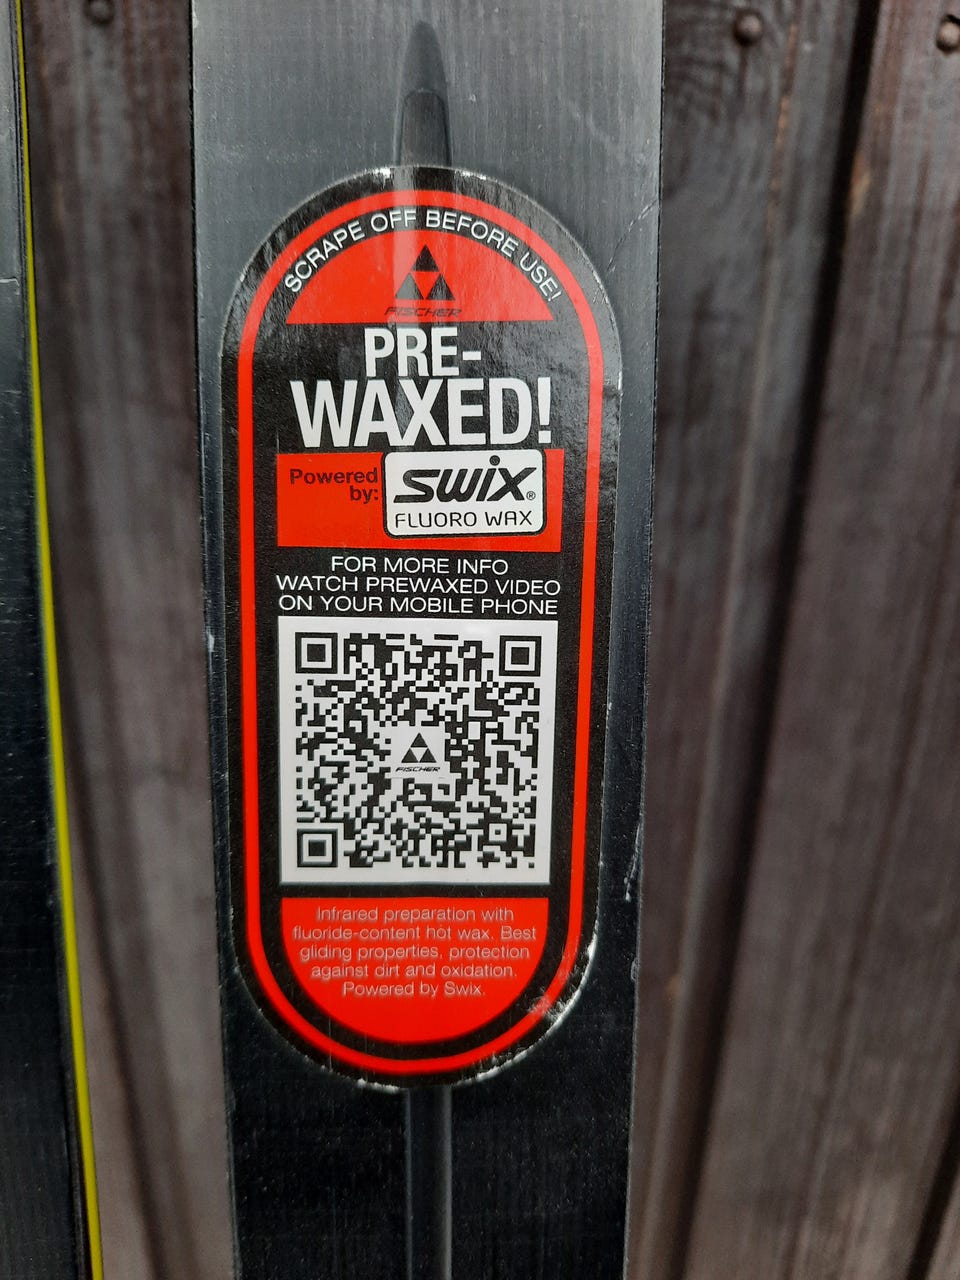 SCRAPE OFF BEFORE USE!
FISCHER
PRE-
WAXED!
Powered
by:
SWIX®
FLUORO WAX
FOR MORE INFO
WATCH PREWAXED VIDEO
ON YOUR MOBILE PHONE
FISCHER
Infrared preparation with
fluoride-content hot wax. Best
gliding properties, protection
against dirt and oxidation.
Powered by Swix.